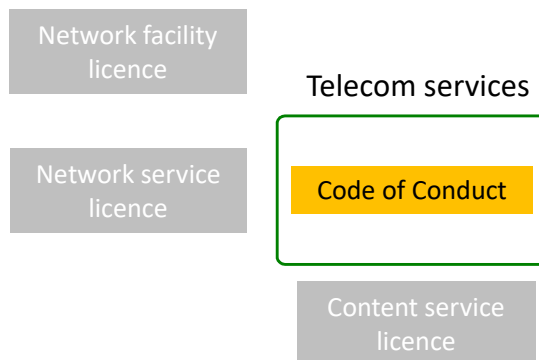 Network facility
licence
Telecom services
Network service
licence
Code of Conduct
Content service
licence